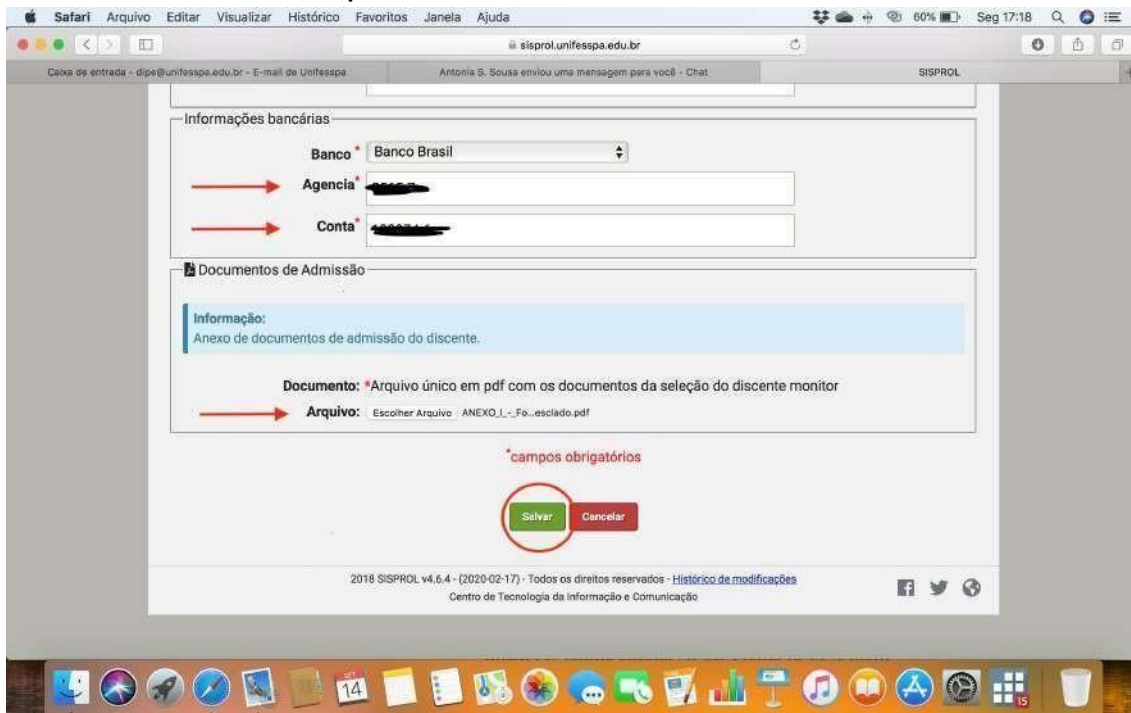 Safari Arquivo Editar Visualizar Histórico Favoritos Janela Ajuda 60% Seg 17:18
sisprol.unifesspa.edu.br
Caixa de entrada - dipe@unifesspa.edu.br - E-mail de Unifesspa Antonia S. Sousa enviou uma mensagem para você - Chat SISPROL
Informações bancárias
Banco * Banco Brasil
Agencia*
Conta*
Documentos de Admissão
Informação:
Anexo de documentos de admissão do discente.
Documento: *Arquivo único em pdf com os documentos da seleção do discente monitor
Arquivo: Escolher Arquivo ANEXO_I_-_Fo...esclado.pdf
*campos obrigatórios
Salvar Cancelar
2018 SISPROL v4.6.4 - (2020-02-17) - Todos os direitos reservados - Histórico de modificações
Centro de Tecnologia da Informação e Comunicação
SET
14
15